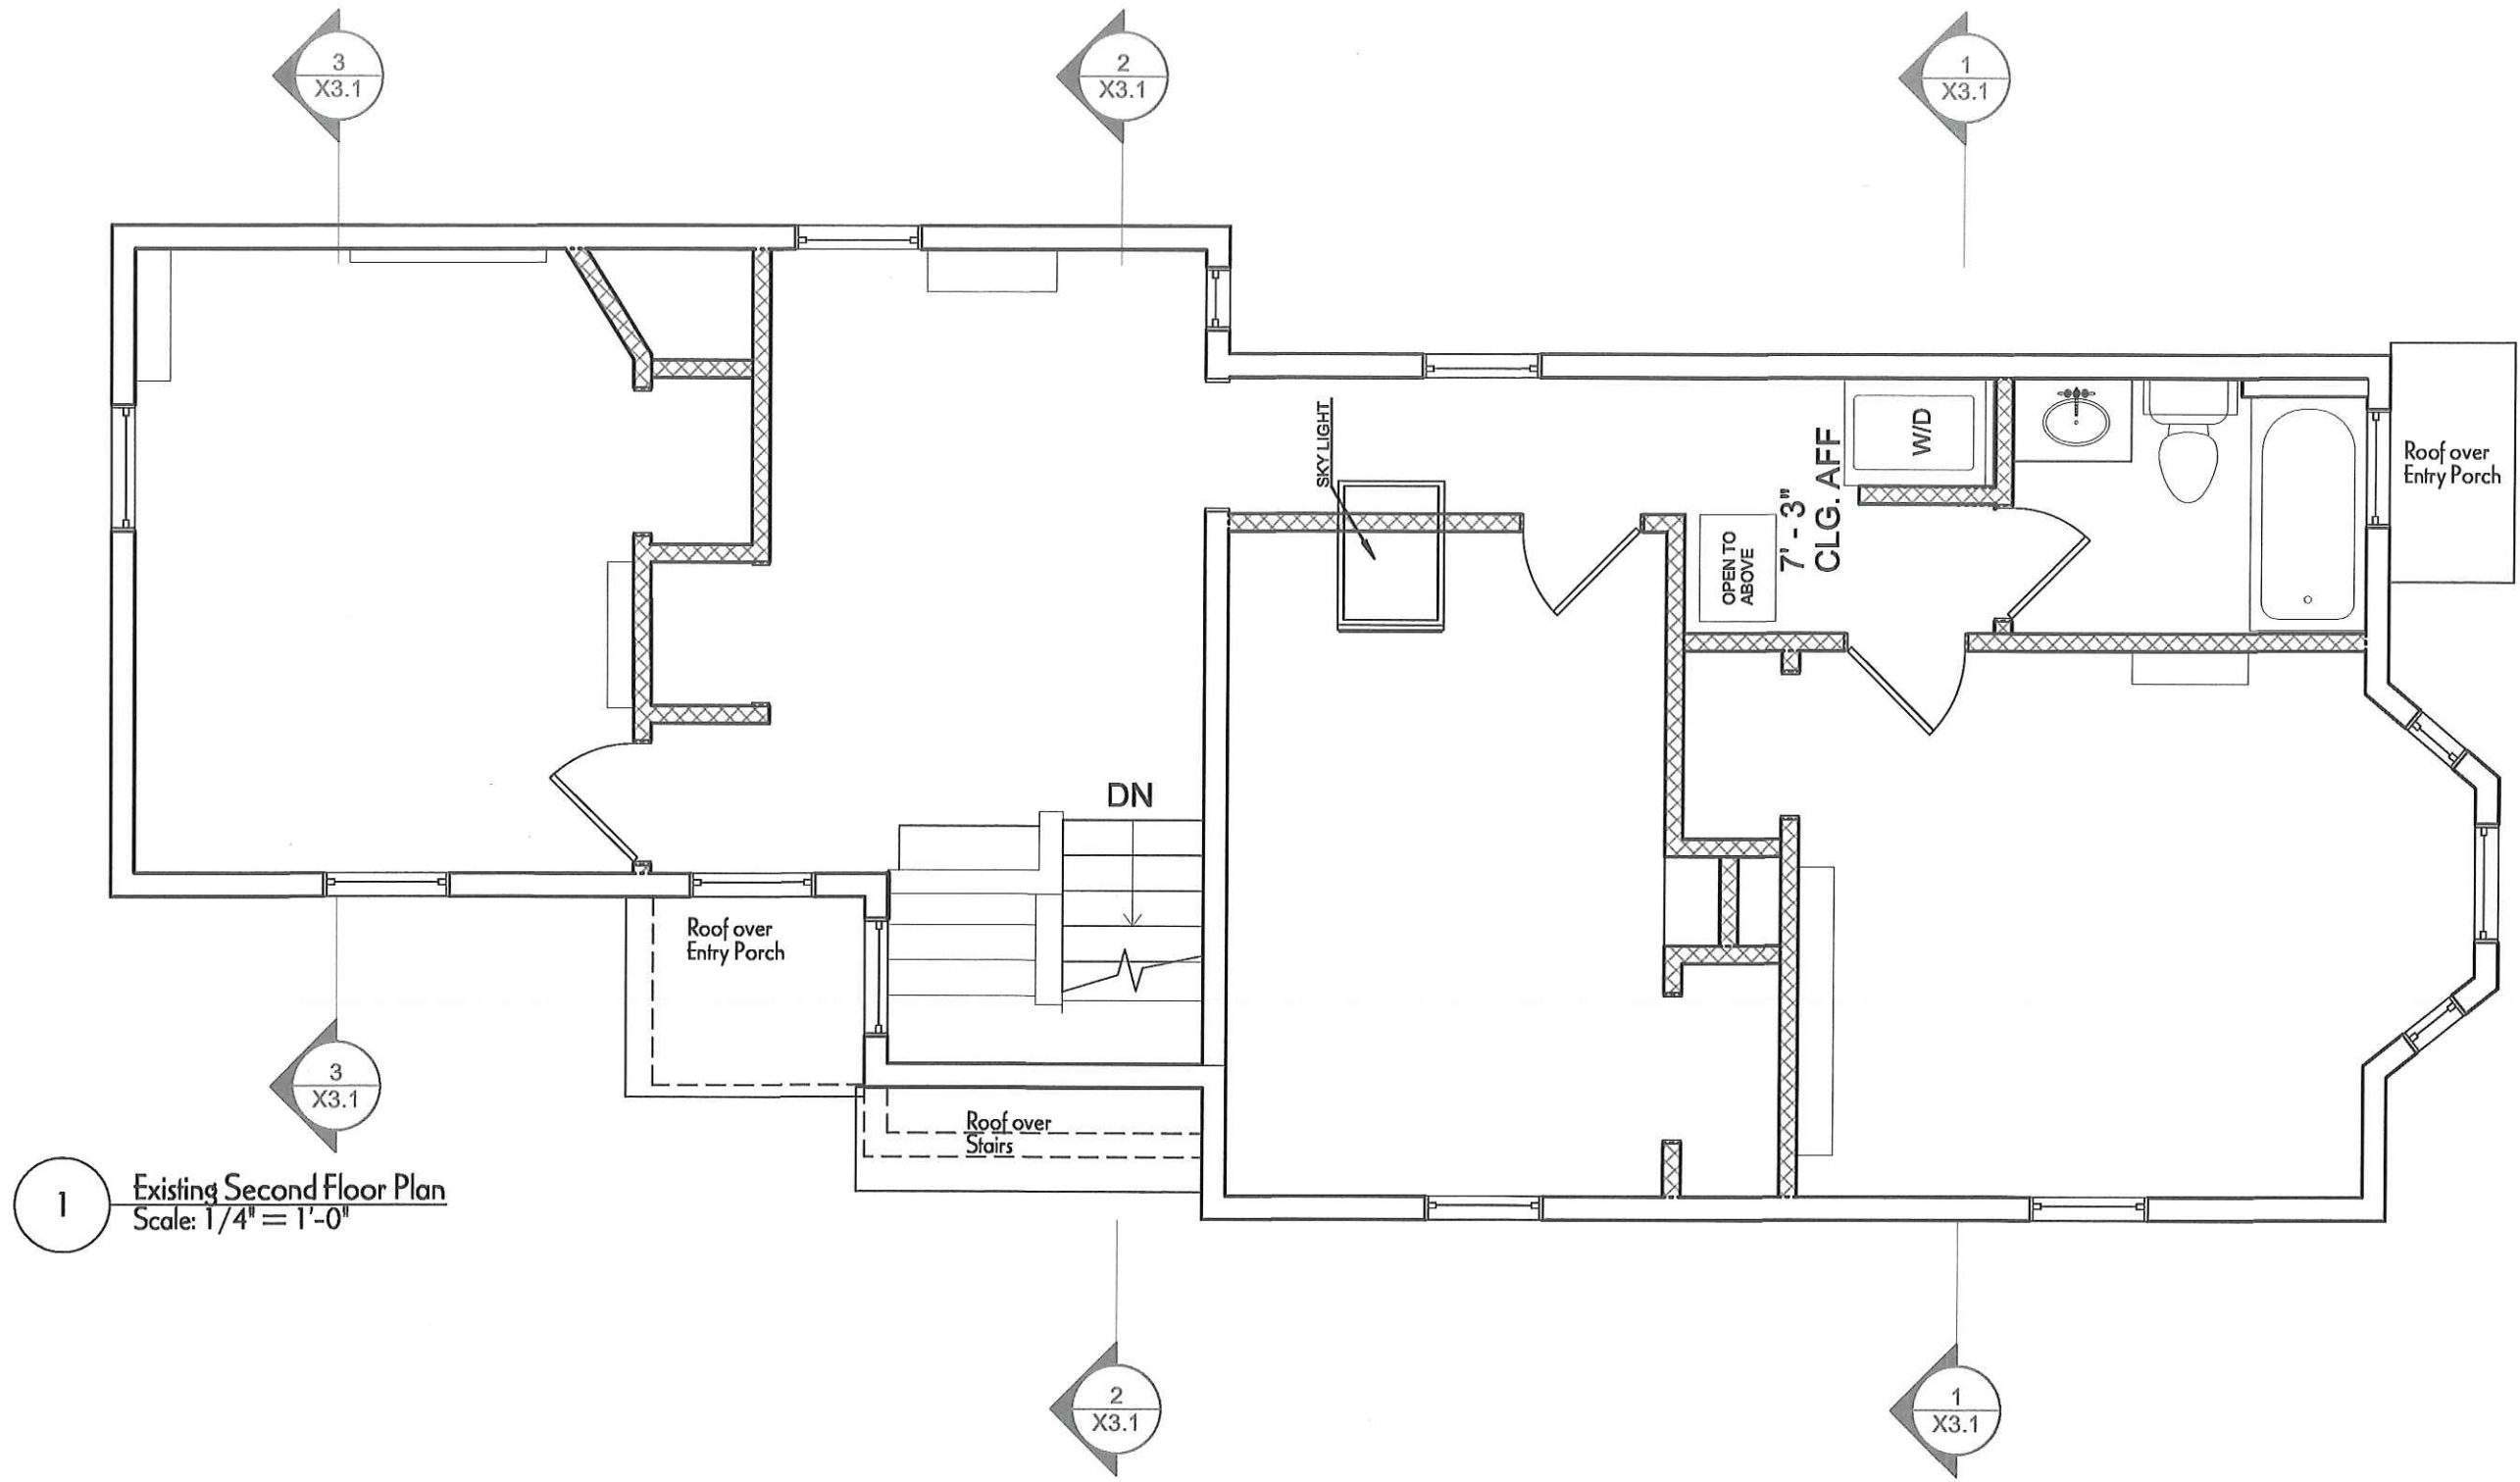 3
X3.1
2
X3.1
1
X3.1
SKY LIGHT
W/D
7' - 3"
CLG. AFF
OPEN TO
ABOVE
Roof over
Entry Porch
DN
Roof over
Entry Porch
Roof over
Stairs
3
X3.1
1
Existing Second Floor Plan
Scale: 1/4" = 1'-0"
2
X3.1
1
X3.1